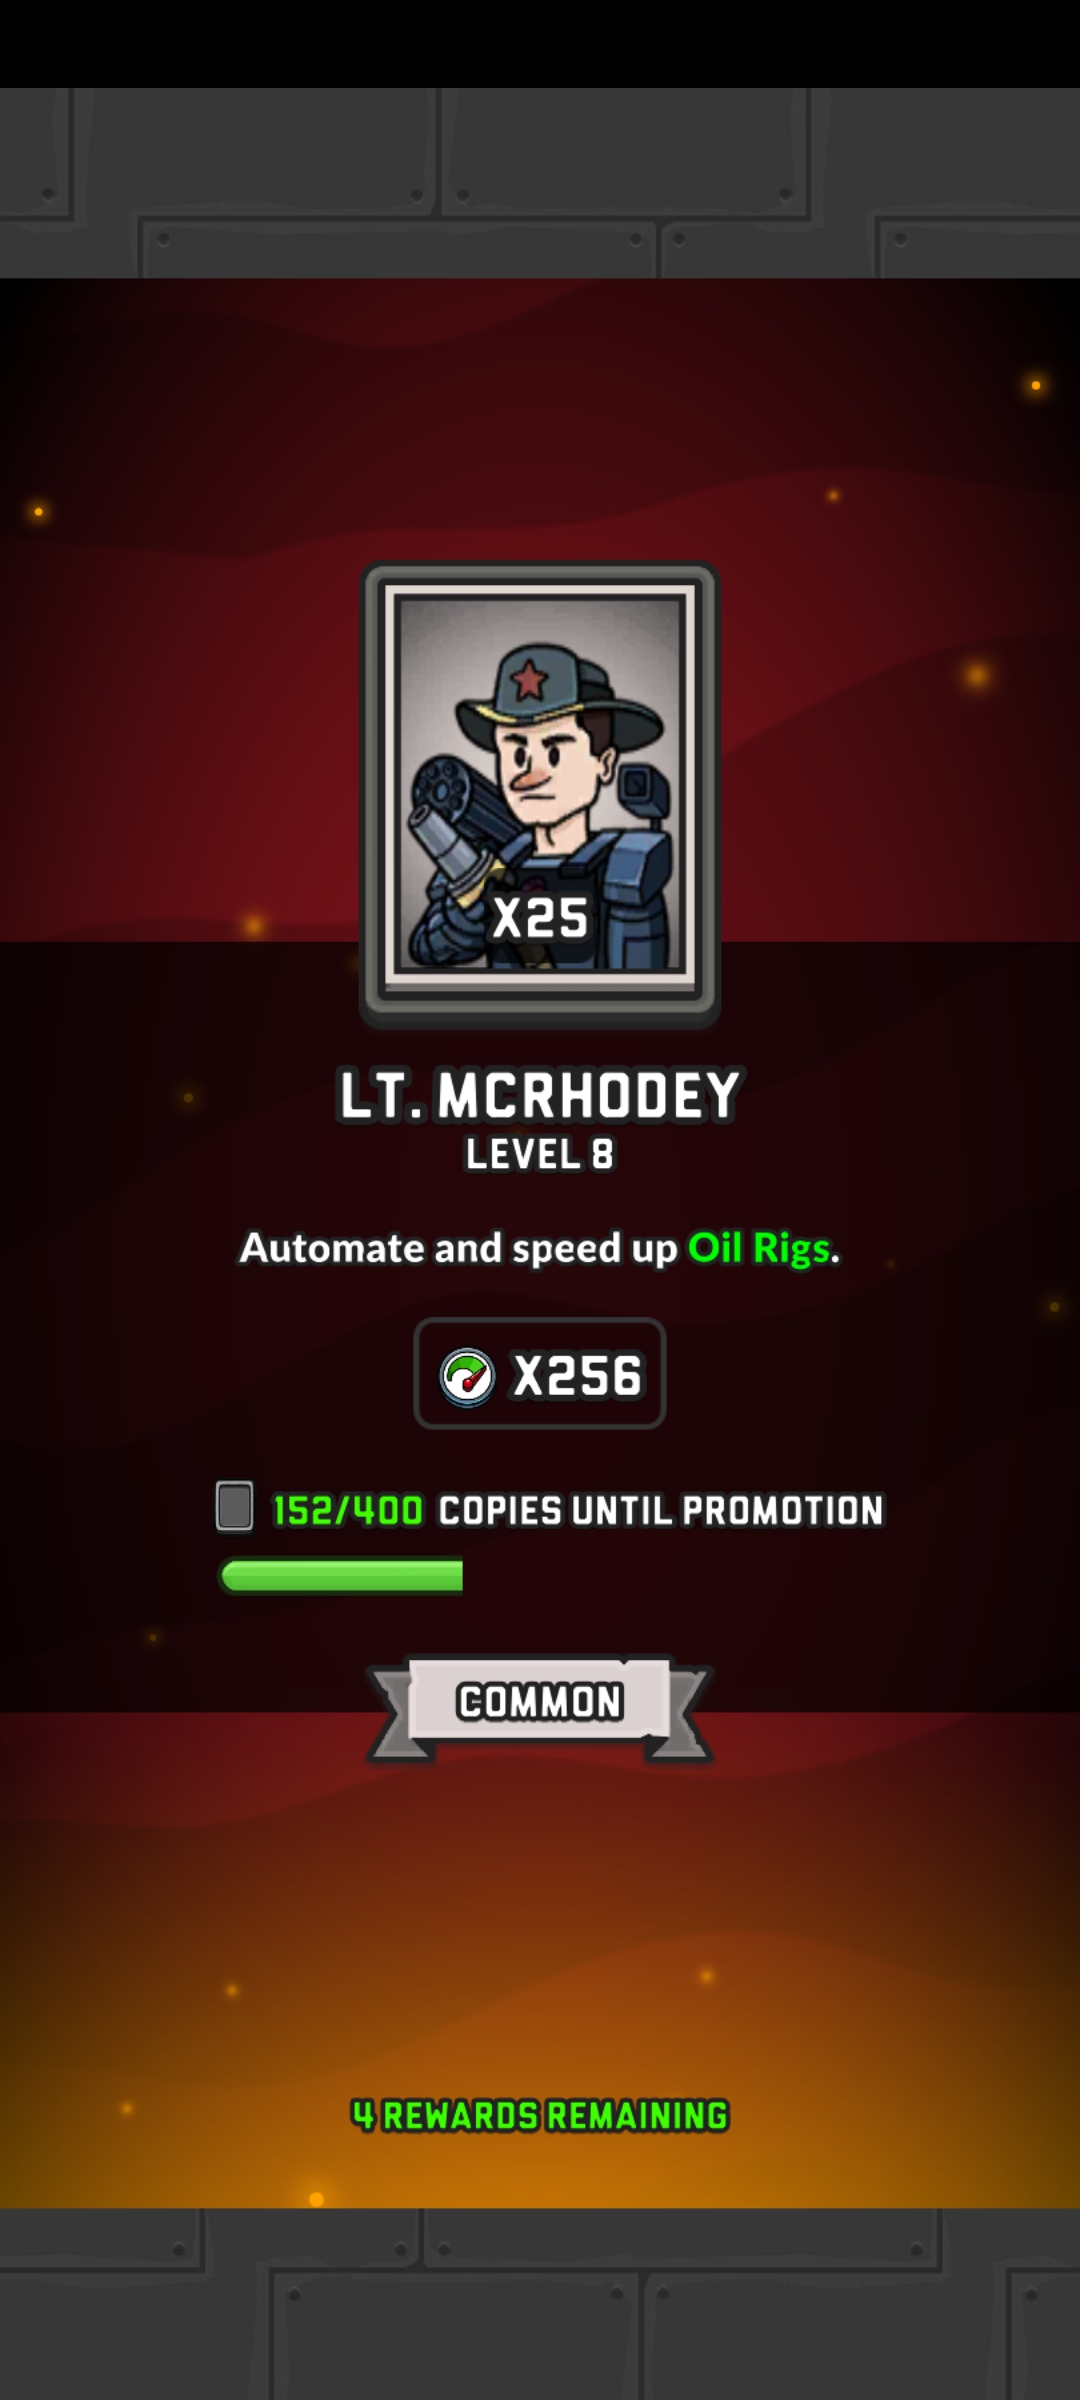 X25
LT. MCRHODEY
LEVEL 8
Automate and speed up Oil Rigs.
X256
152/400 COPIES UNTIL PROMOTION
COMMON
4 REWARDS REMAINING